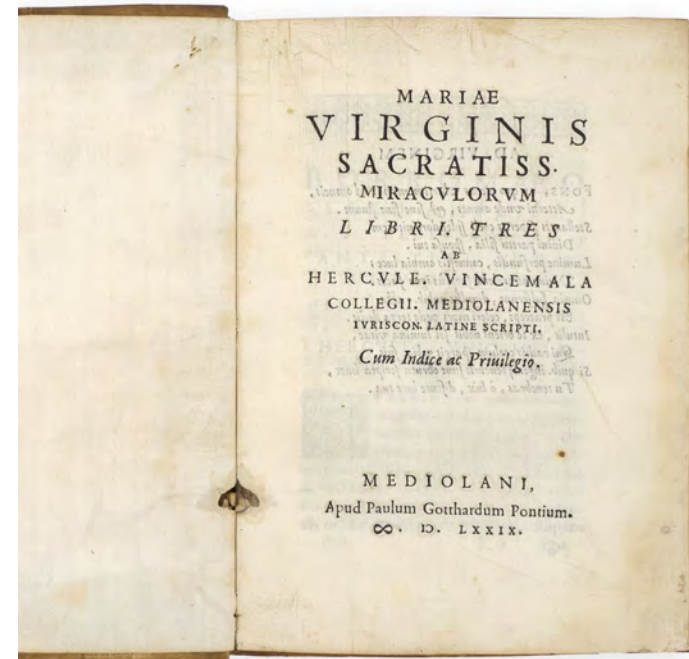 MARIAE
VIRGINIS
SACRATISS.
MIRACVLORVM
LIBRI. TRES
AB
HERCVLE. VINCEMALA
COLLEGII. MEDIOLANENSIS
IVRISCON. LATINE SCRIPTI.
Cum Indice ac Priuilegio.
MEDIOLANI,
Apud Paulum Gotthardum Pontium.
ↀ. IↃ. LXXIX.